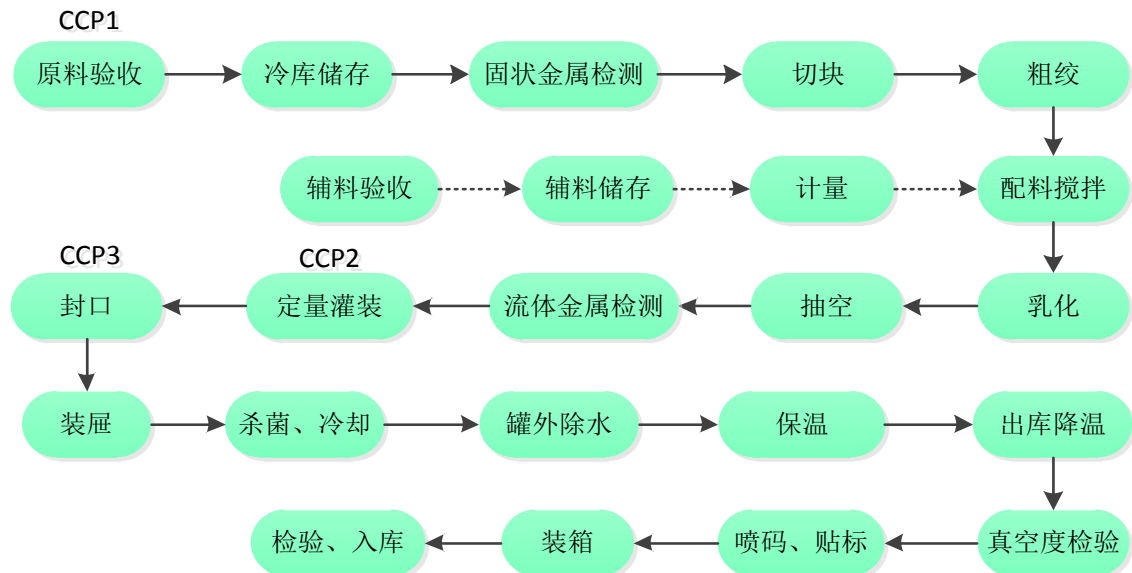 CCP1
原料验收
冷库储存
固状金属检测
切块
粗绞
辅料验收
辅料储存
计量
配料搅拌
CCP3
CCP2
封口
定量灌装
流体金属检测
抽空
乳化
装屉
杀菌、冷却
罐外除水
保温
出库降温
检验、入库
装箱
喷码、贴标
真空度检验